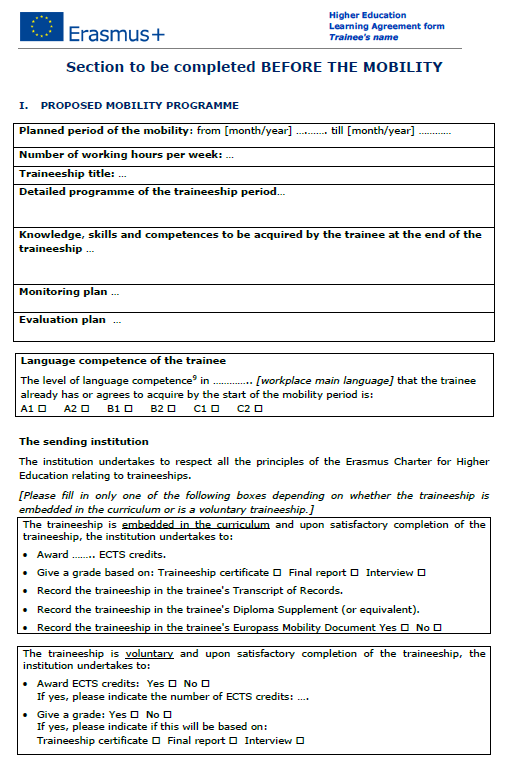 Erasmus+
Higher Education
Learning Agreement form
Trainee's name
Section to be completed BEFORE THE MOBILITY
I. PROPOSED MOBILITY PROGRAMME
Planned period of the mobility: from [month/year] ………. till [month/year] …………
Number of working hours per week: …
Traineeship title: …
Detailed programme of the traineeship period…
Knowledge, skills and competences to be acquired by the trainee at the end of the
traineeship …
Monitoring plan …
Evaluation plan …
Language competence of the trainee
The level of language competence⁹ in ………….. [workplace main language] that the trainee
already has or agrees to acquire by the start of the mobility period is:
A1 ☐ A2 ☐ B1 ☐ B2 ☐ C1 ☐ C2 ☐
The sending institution
The institution undertakes to respect all the principles of the Erasmus Charter for Higher
Education relating to traineeships.
[Please fill in only one of the following boxes depending on whether the traineeship is
embedded in the curriculum or is a voluntary traineeship.]
The traineeship is embedded in the curriculum and upon satisfactory completion of the
traineeship, the institution undertakes to:
• Award …….. ECTS credits.
• Give a grade based on: Traineeship certificate ☐ Final report ☐ Interview ☐
• Record the traineeship in the trainee's Transcript of Records.
• Record the traineeship in the trainee's Diploma Supplement (or equivalent).
• Record the traineeship in the trainee's Europass Mobility Document Yes ☐ No ☐
The traineeship is voluntary and upon satisfactory completion of the traineeship, the
institution undertakes to:
• Award ECTS credits: Yes ☐ No ☐
If yes, please indicate the number of ECTS credits: ….
• Give a grade: Yes ☐ No ☐
If yes, please indicate if this will be based on:
Traineeship certificate ☐ Final report ☐ Interview ☐